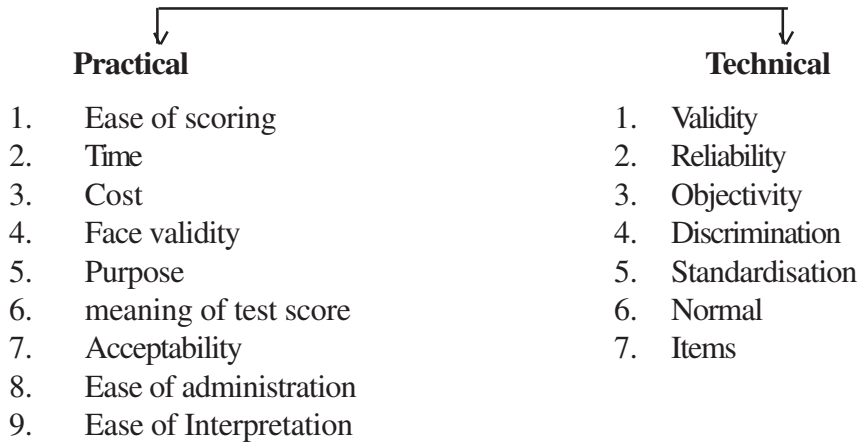 Practical
1. Ease of scoring
2. Time
3. Cost
4. Face validity
5. Purpose
6. meaning of test score
7. Acceptability
8. Ease of administration
9. Ease of Interpretation
Technical
1. Validity
2. Reliability
3. Objectivity
4. Discrimination
5. Standardisation
6. Normal
7. Items